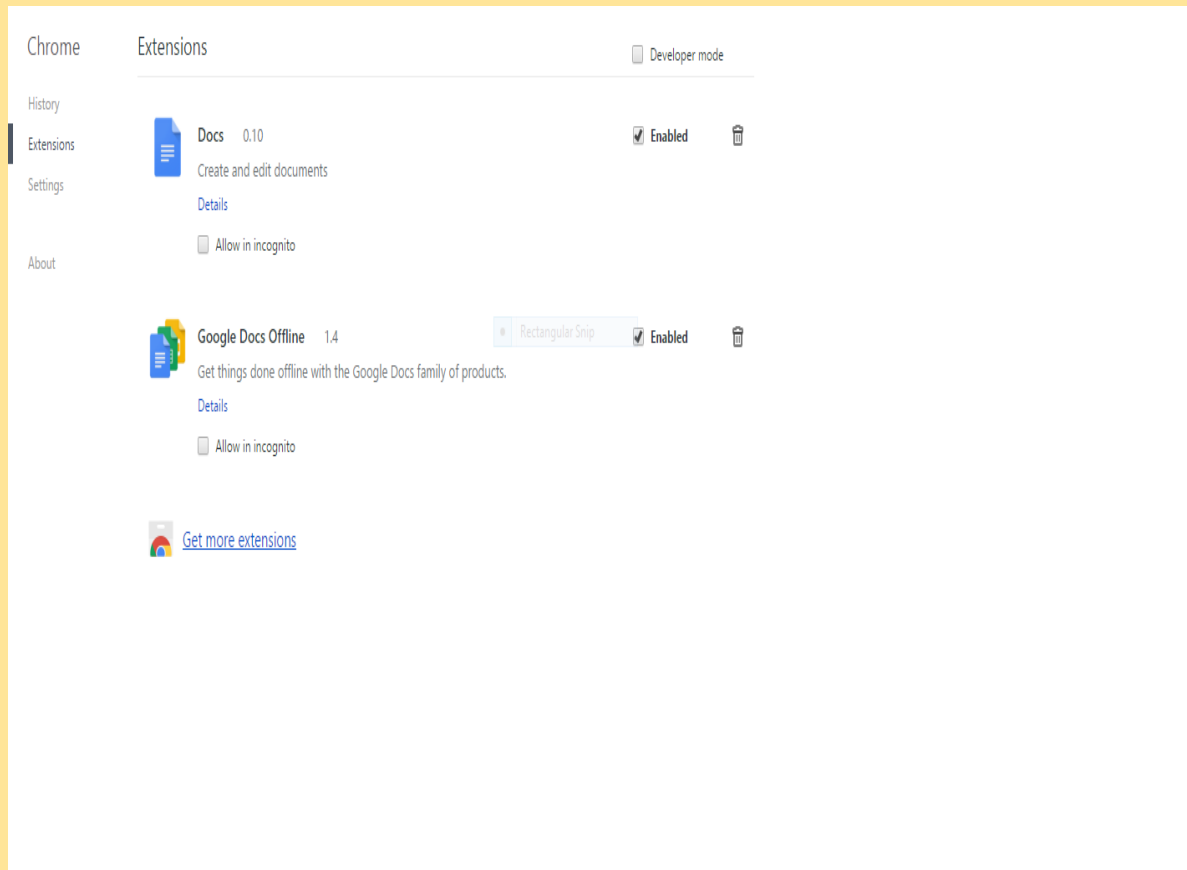 Chrome
Extensions
Developer mode
History
Extensions
Settings
About
Docs 0.10
Enabled
Create and edit documents
Details
Allow in incognito
Google Docs Offline 1.4
Rectangular Snip
Enabled
Get things done offline with the Google Docs family of products.
Details
Allow in incognito
Get more extensions